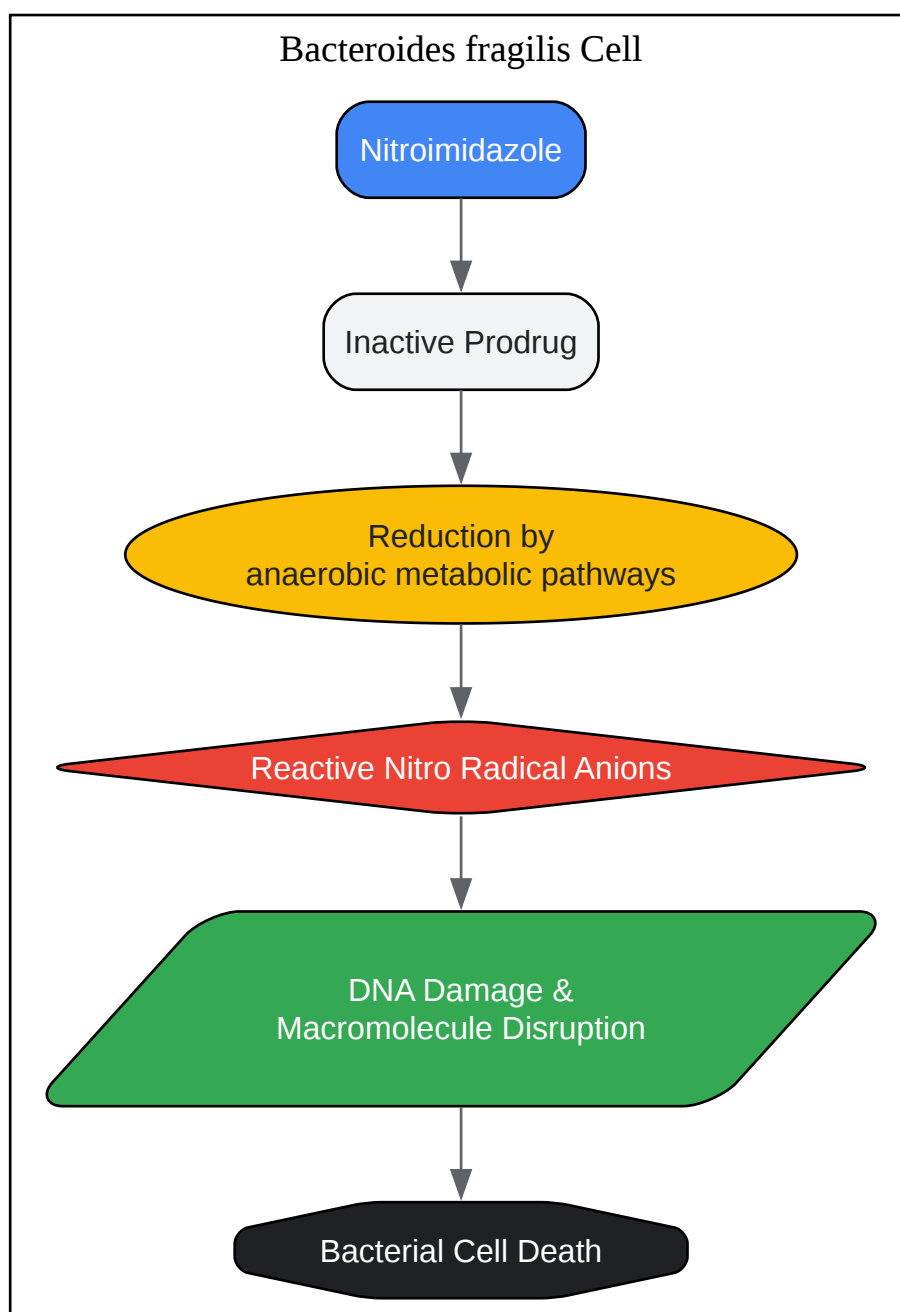 Bacteroides fragilis Cell
Nitroimidazole
Inactive Prodrug
Reduction by
anaerobic metabolic pathways
Reactive Nitro Radical Anions
DNA Damage &
Macromolecule Disruption
Bacterial Cell Death